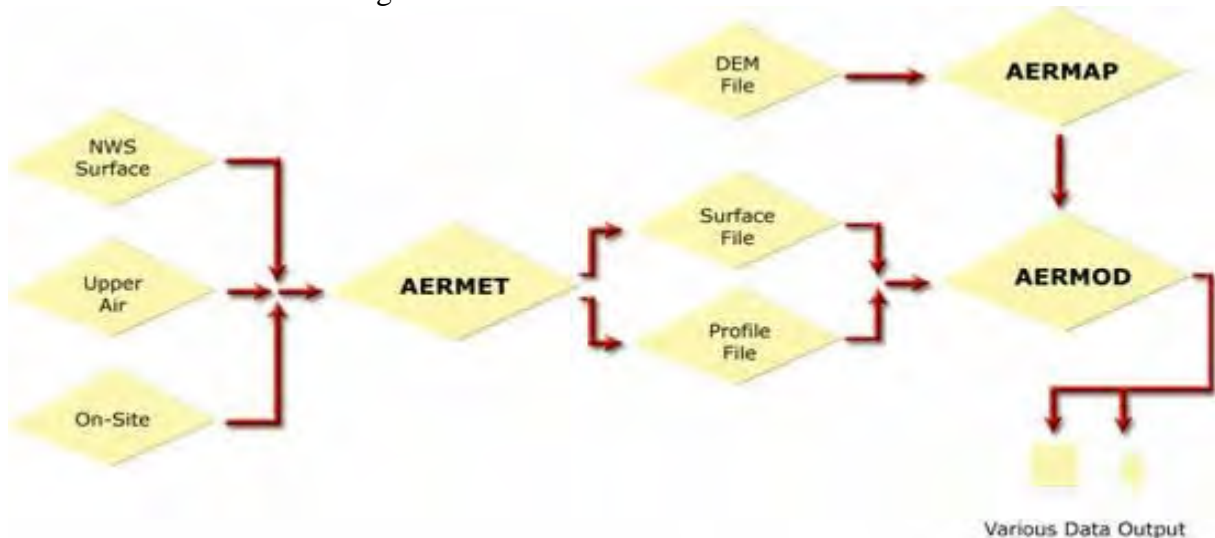 DEM
File
AERMAP
NWS
Surface
Surface
File
Upper
Air
AERMET
AERMOD
Profile
File
On-Site
Various Data Output